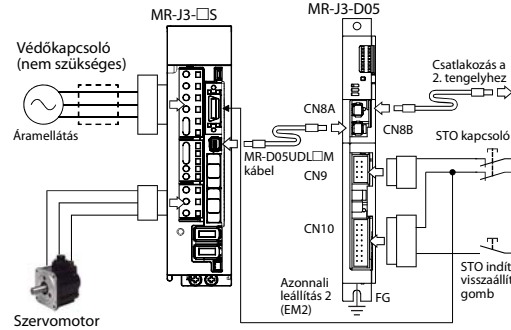 MR-J3-□S
MR-J3-D05
Védőkapcsoló
(nem szükséges)
Csatlakozás a
2. tengelyhez
CN8A
CN8B
Áramellátás
STO kapcsoló
MR-D05UDL□M
kábel
CN9
CN10
Azonnali
leállítás 2
(EM2)
FG
STO indít
visszaállít
gomb
Szervomotor